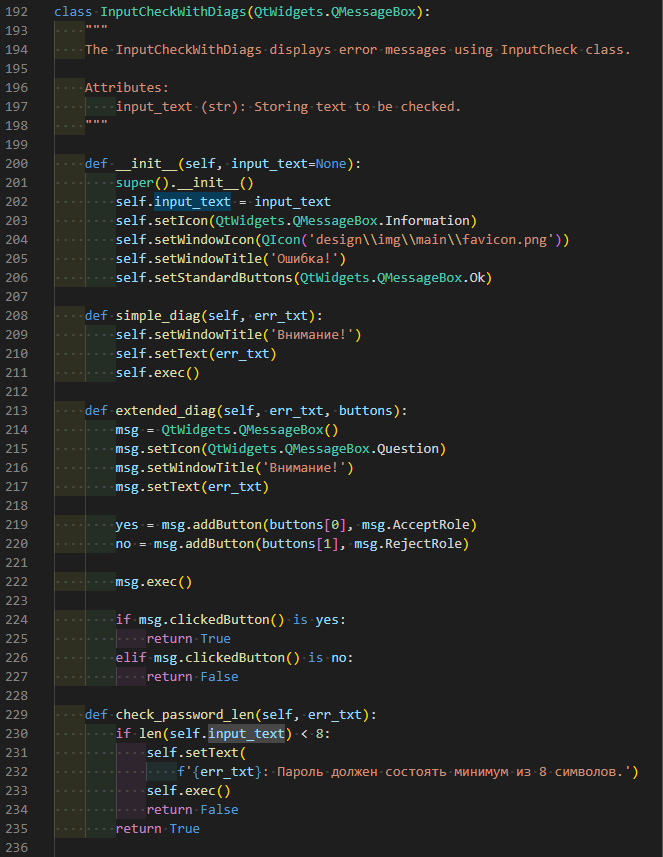 192 class InputCheckWithDiags(QtWidgets.QMessageBox):
193     """
194     The InputCheckWithDiags displays error messages using InputCheck class.
195
196     Attributes:
197         input_text (str): Storing text to be checked.
198     """
199
200     def __init__(self, input_text=None):
201         super().__init__()
202         self.input_text = input_text
203         self.setIcon(QtWidgets.QMessageBox.Information)
204         self.setWindowIcon(QIcon('design\\img\\main\\favicon.png'))
205         self.setWindowTitle('Ошибка!')
206         self.setStandardButtons(QtWidgets.QMessageBox.Ok)
207
208     def simple_diag(self, err_txt):
209         self.setWindowTitle('Внимание!')
210         self.setText(err_txt)
211         self.exec()
212
213     def extended_diag(self, err_txt, buttons):
214         msg = QtWidgets.QMessageBox()
215         msg.setIcon(QtWidgets.QMessageBox.Question)
216         msg.setWindowTitle('Внимание!')
217         msg.setText(err_txt)
218
219         yes = msg.addButton(buttons[0], msg.AcceptRole)
220         no = msg.addButton(buttons[1], msg.RejectRole)
221
222         msg.exec()
223
224         if msg.clickedButton() is yes:
225             return True
226         elif msg.clickedButton() is no:
227             return False
228
229     def check_password_len(self, err_txt):
230         if len(self.input_text) < 8:
231             self.setText(
232                 f'{err_txt}: Пароль должен состоять минимум из 8 символов.')
233             self.exec()
234             return False
235         return True
236